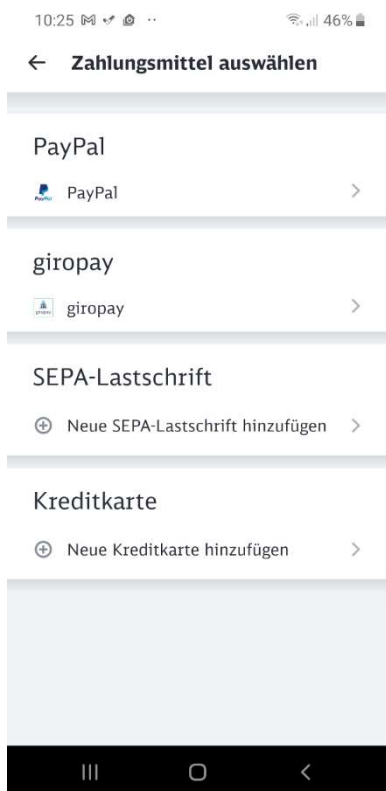 10:25 46%
Zahlungsmittel auswählen
PayPal
PayPal
giropay
giropay
SEPA-Lastschrift
Neue SEPA-Lastschrift hinzufügen
Kreditkarte
Neue Kreditkarte hinzufügen